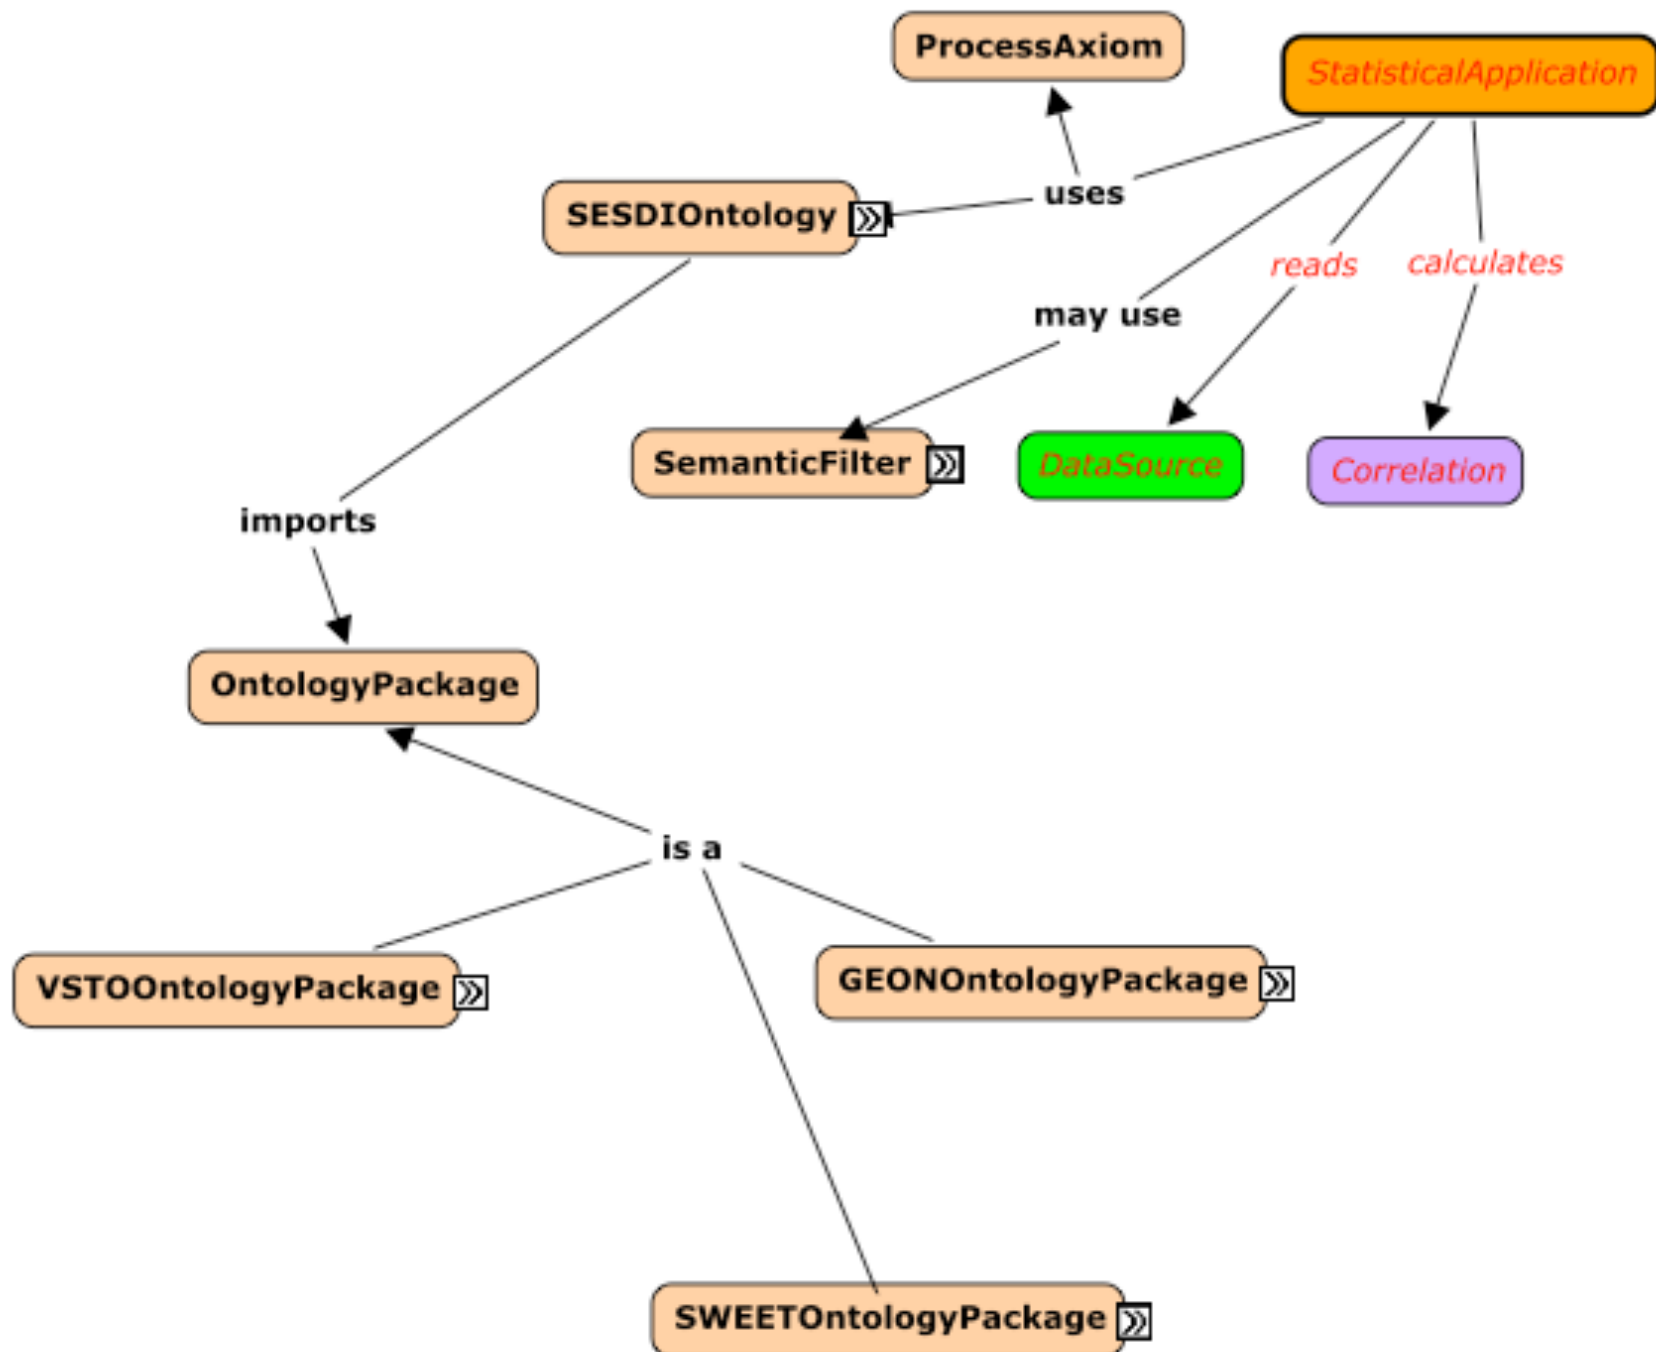 ProcessAxiom
StatisticalApplication
uses
SESDIOntology
reads
calculates
may use
SemanticFilter
DataSource
Correlation
imports
OntologyPackage
is a
VSTOOntologyPackage
GEONOntologyPackage
SWEETOntologyPackage